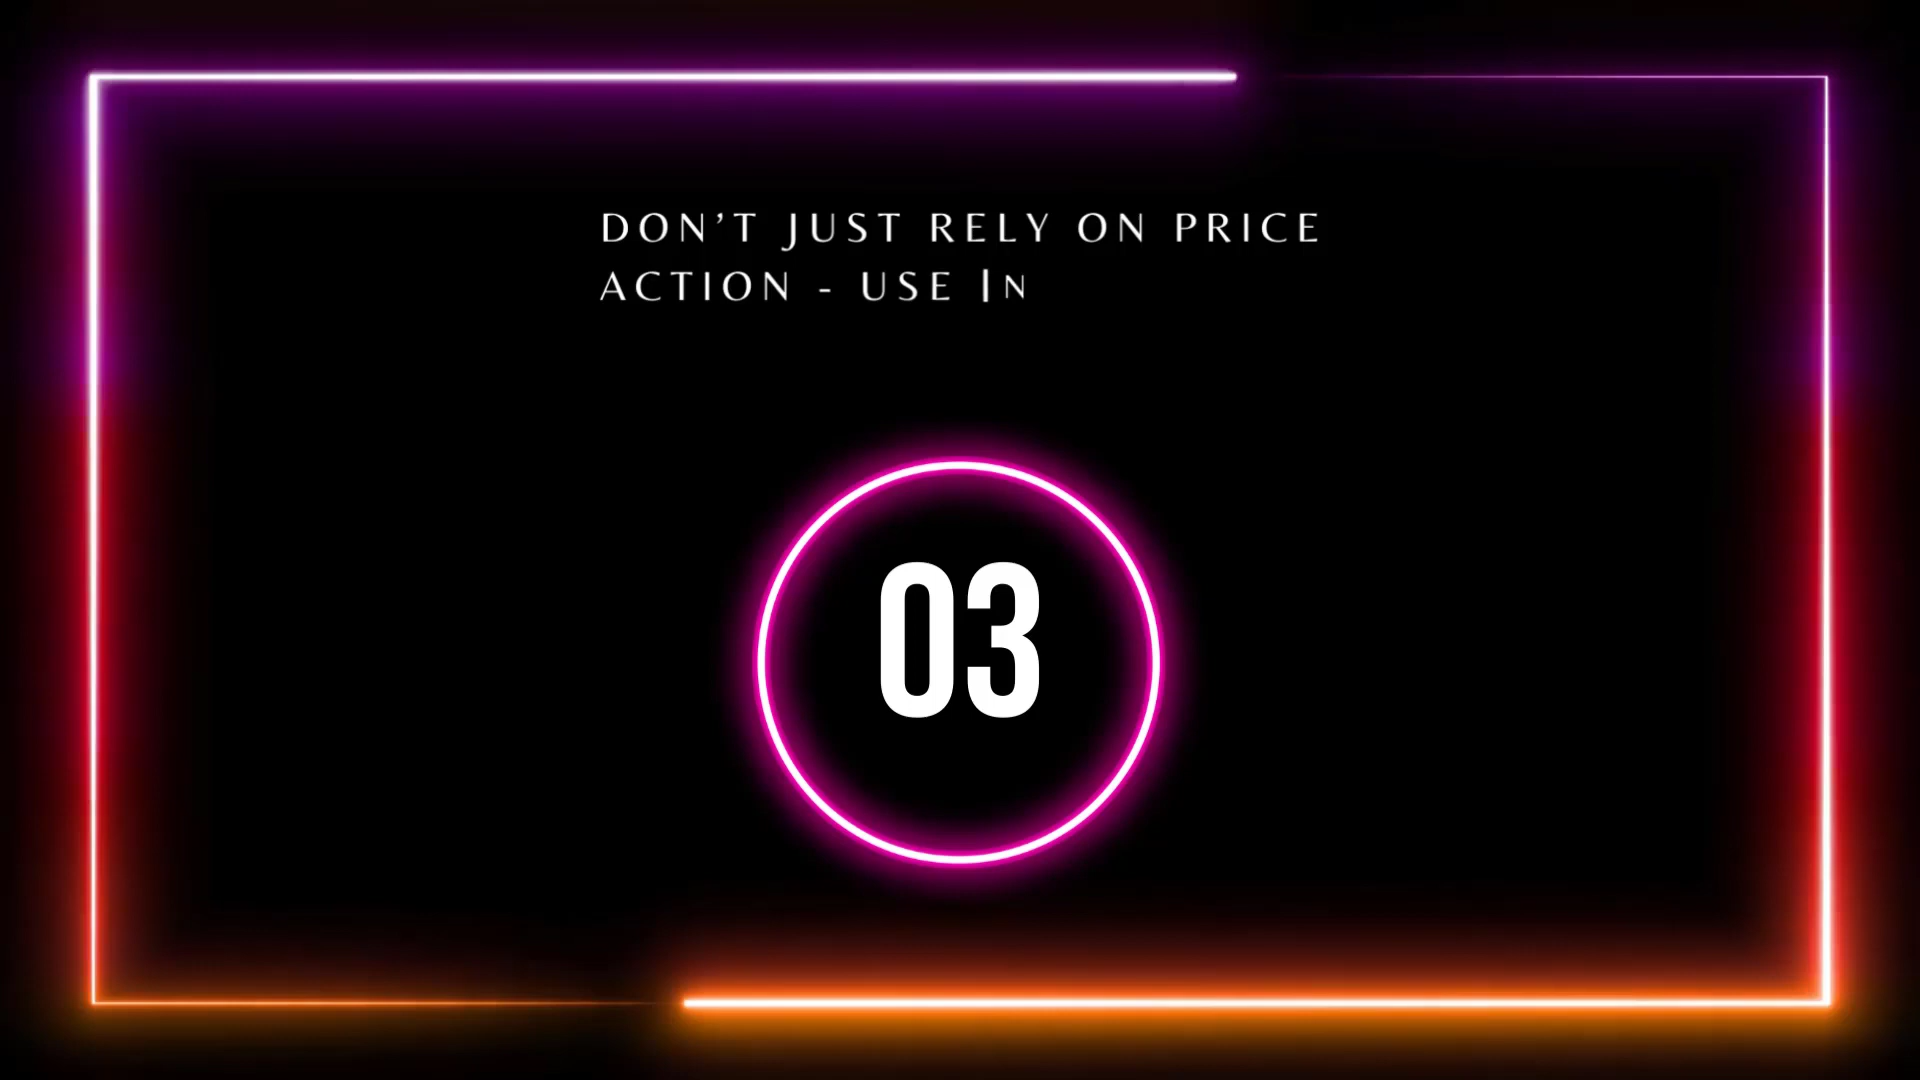 DON’T JUST RELY ON PRICE
ACTION - USE IN
03